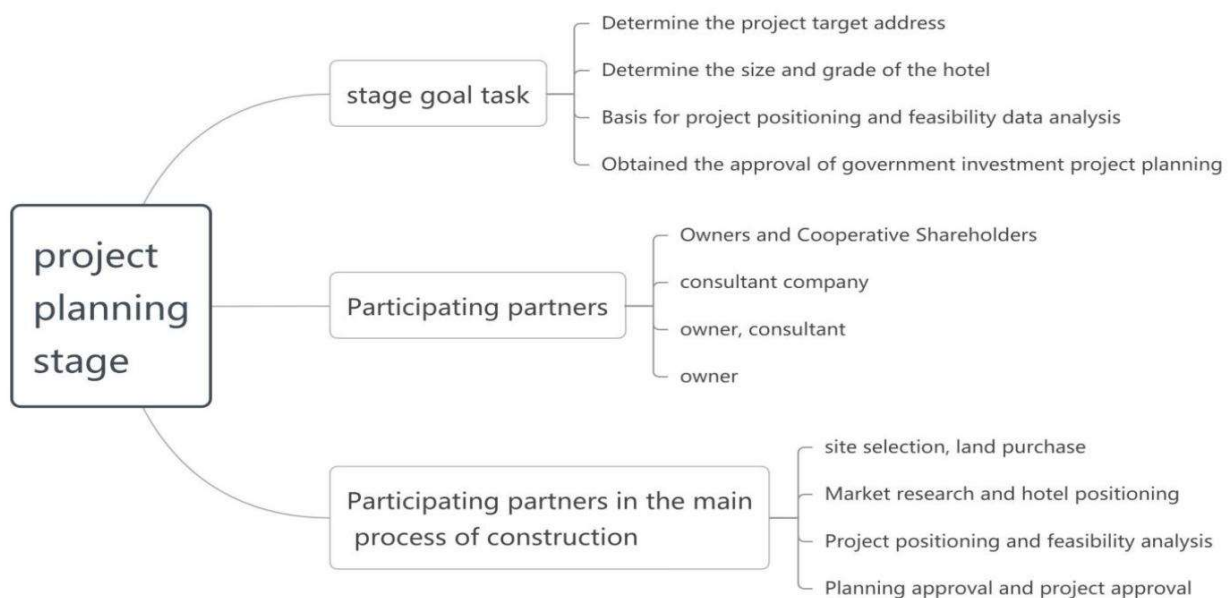 project
planning
stage
stage goal task
Determine the project target address
Determine the size and grade of the hotel
Basis for project positioning and feasibility data analysis
Obtained the approval of government investment project planning
Participating partners
Owners and Cooperative Shareholders
consultant company
owner, consultant
owner
Participating partners in the main
process of construction
site selection, land purchase
Market research and hotel positioning
Project positioning and feasibility analysis
Planning approval and project approval